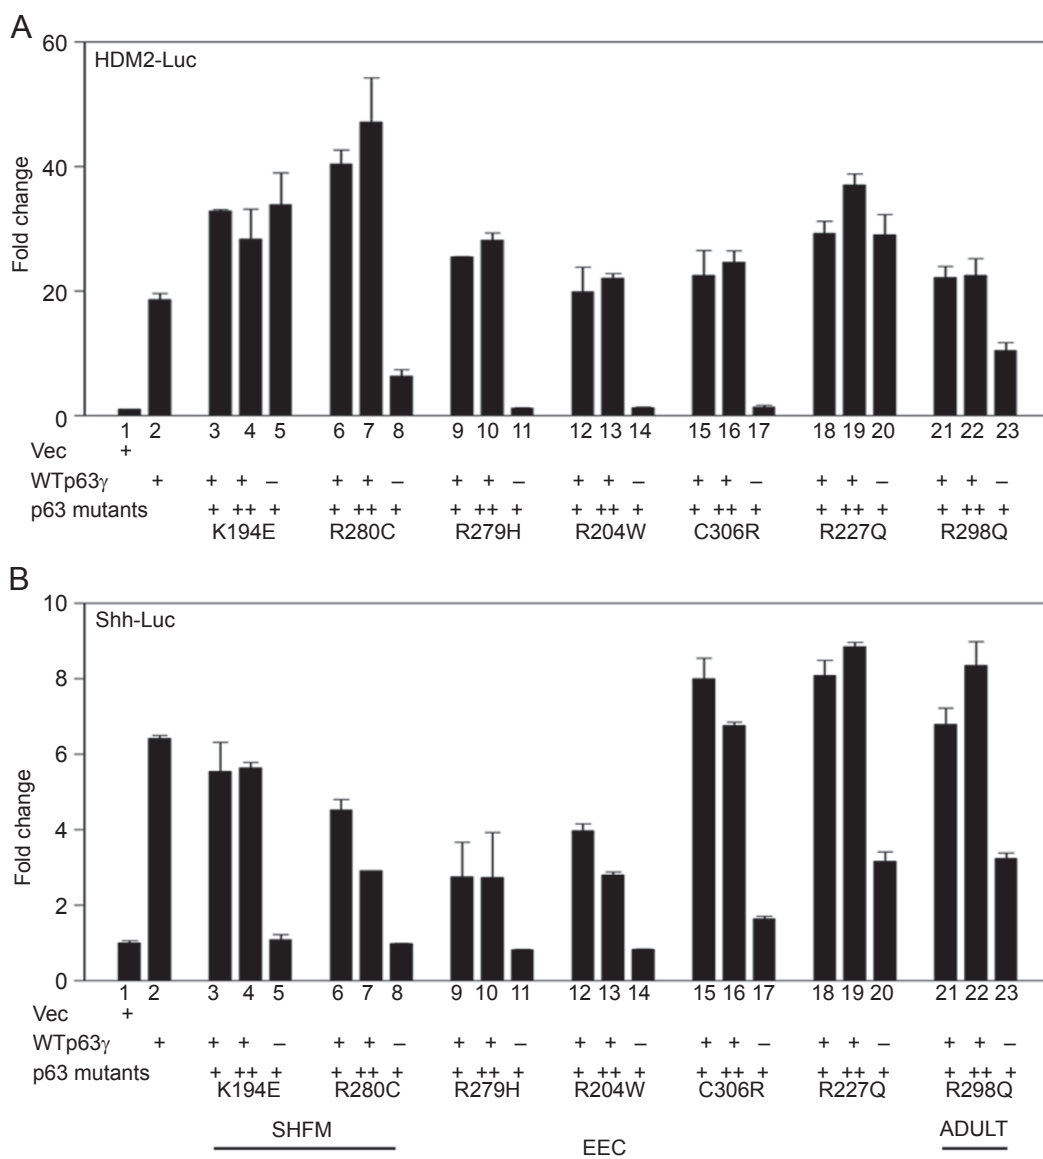 A
HDM2-Luc
Fold change
60
40
20
0
1 2 3 4 5 6 7 8 9 10 11 12 13 14 15 16 17 18 19 20 21 22 23
Vec +
WTp63γ + + + – + + – + + – + + – + + – + + – + + –
p63 mutants + ++ + + ++ + + ++ + + ++ + + ++ + + ++ + + ++ +
K194E R280C R279H R204W C306R R227Q R298Q
B
Shh-Luc
Fold change
10
8
6
4
2
0
1 2 3 4 5 6 7 8 9 10 11 12 13 14 15 16 17 18 19 20 21 22 23
Vec +
WTp63γ + + + – + + – + + – + + – + + – + + – + + –
p63 mutants + ++ + + ++ + + ++ + + ++ + + ++ + + ++ + + ++ +
K194E R280C R279H R204W C306R R227Q R298Q
SHFM EEC ADULT